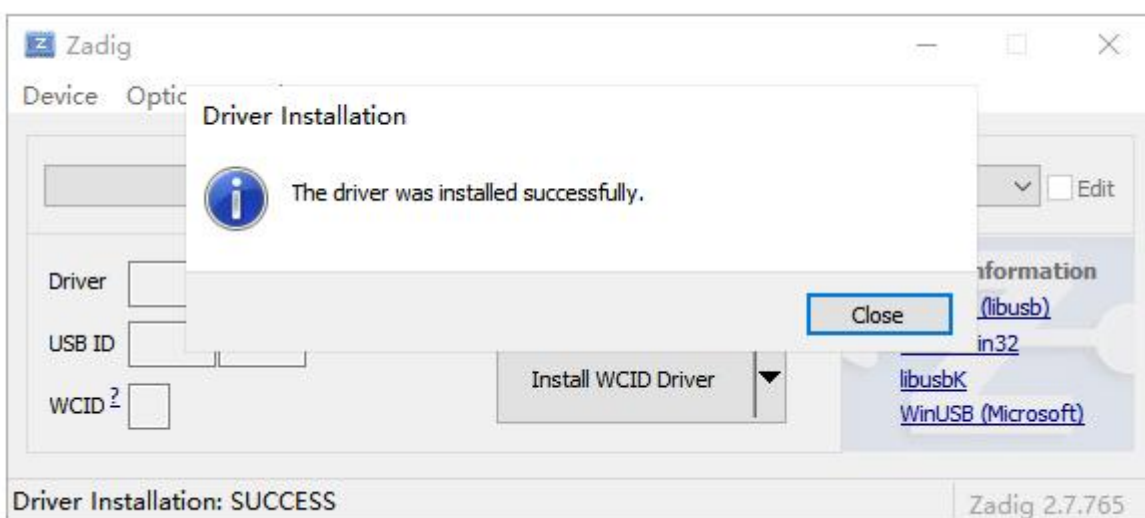 Zadig
Device Optic
Driver Installation
The driver was installed successfully.
Edit
Close
Driver
nformation
(libusb)
USB ID
in32
Install WCID Driver
libusbK
WCID ?
WinUSB (Microsoft)
Driver Installation: SUCCESS
Zadig 2.7.765